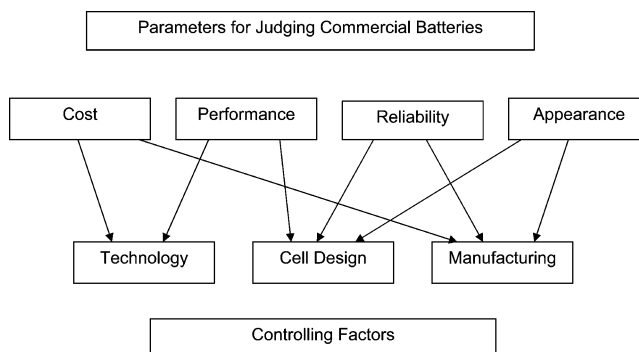 Parameters for Judging Commercial Batteries
Cost
Performance
Reliability
Appearance
Technology
Cell Design
Manufacturing
Controlling Factors